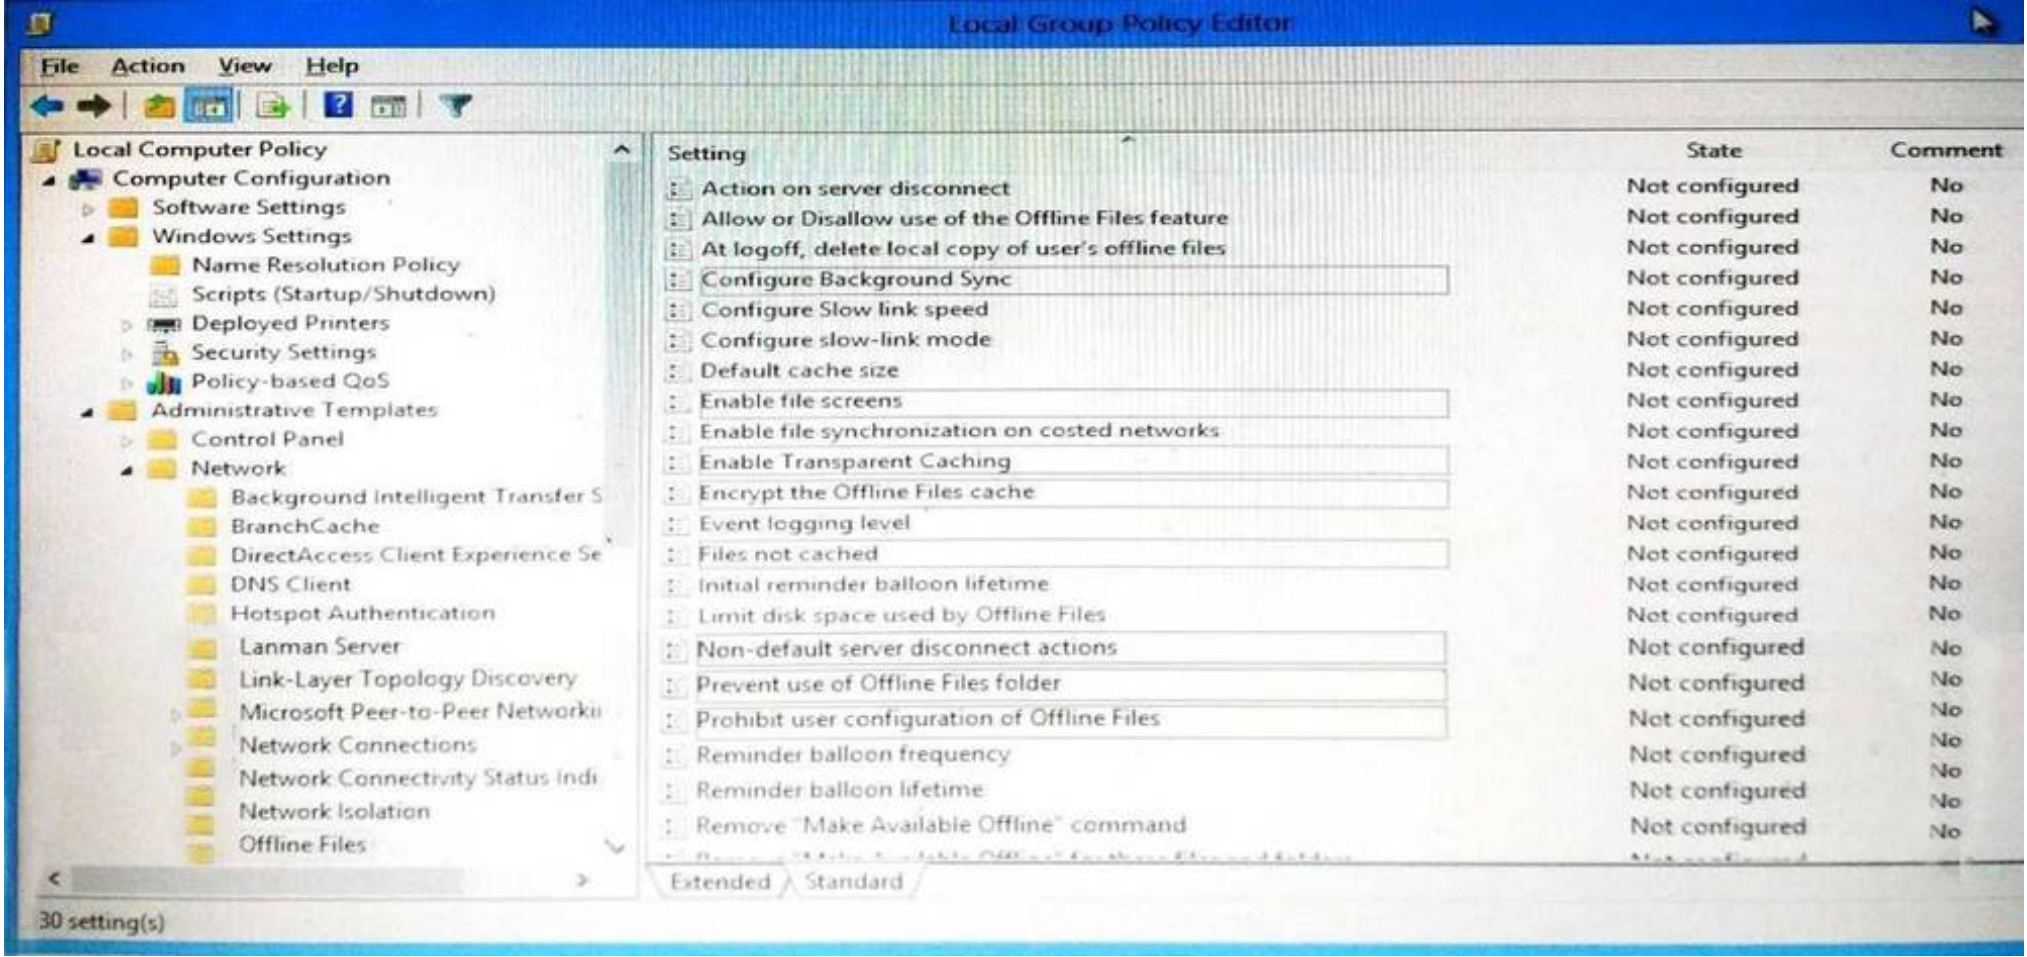 Local Group Policy Editor
File Action View Help
Local Computer Policy
Computer Configuration
Software Settings
Windows Settings
Name Resolution Policy
Scripts (Startup/Shutdown)
Deployed Printers
Security Settings
Policy-based QoS
Administrative Templates
Control Panel
Network
Background Intelligent Transfer S
BranchCache
DirectAccess Client Experience Se
DNS Client
Hotspot Authentication
Lanman Server
Link-Layer Topology Discovery
Microsoft Peer-to-Peer Networkin
Network Connections
Network Connectivity Status Indi
Network Isolation
Offline Files
Setting State Comment
Action on server disconnect Not configured No
Allow or Disallow use of the Offline Files feature Not configured No
At logoff, delete local copy of user's offline files Not configured No
Configure Background Sync Not configured No
Configure Slow link speed Not configured No
Configure slow-link mode Not configured No
Default cache size Not configured No
Enable file screens Not configured No
Enable file synchronization on costed networks Not configured No
Enable Transparent Caching Not configured No
Encrypt the Offline Files cache Not configured No
Event logging level Not configured No
Files not cached Not configured No
Initial reminder balloon lifetime Not configured No
Limit disk space used by Offline Files Not configured No
Non-default server disconnect actions Not configured No
Prevent use of Offline Files folder Not configured No
Prohibit user configuration of Offline Files Not configured No
Reminder balloon frequency Not configured No
Reminder balloon lifetime Not configured No
Remove "Make Available Offline" command Not configured No
Extended Standard
30 setting(s)